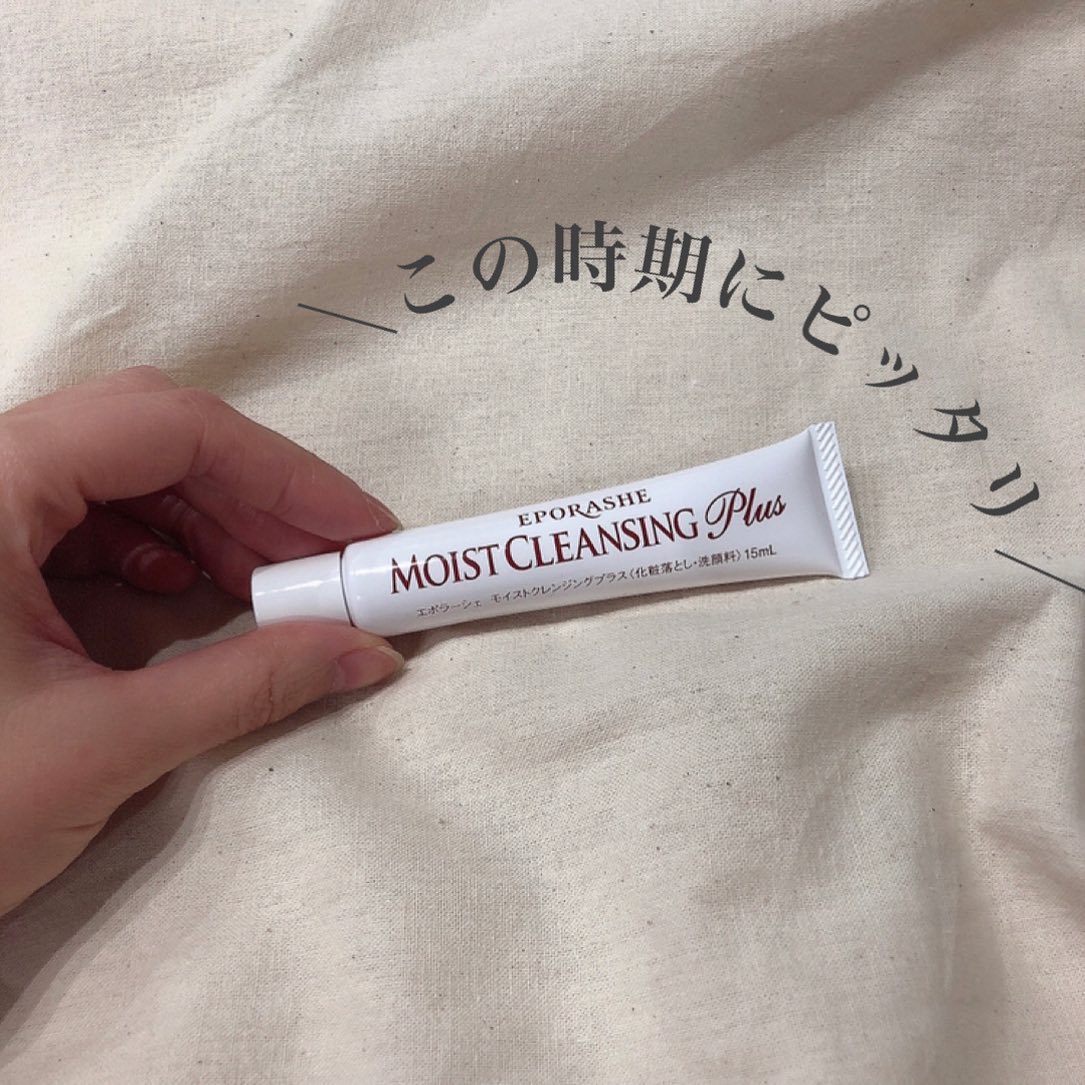 \この時期にピッタリ/
EPORASHE
MOIST CLEANSING Plus
エポラーシェ モイストクレンジングプラス〈化粧落とし・洗顔料〉15mL